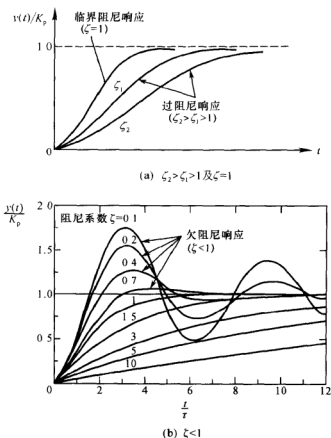 y(t)/Kp
临界阻尼响应
(ζ=1)
1 0
ζ1
ζ2
过阻尼响应
(ζ2>ζ1>1)
0
t
(a) ζ2>ζ1>1及ζ=1
y(t)/Kp
2 0
阻尼系数ζ=0 1
1 5
0 2
0 4
0 7
欠阻尼响应
(ζ<1)
1.0
1
1 5
0 5
3
5
10
0
0 2 4 6 8 10 12
t/τ
(b) ζ<1